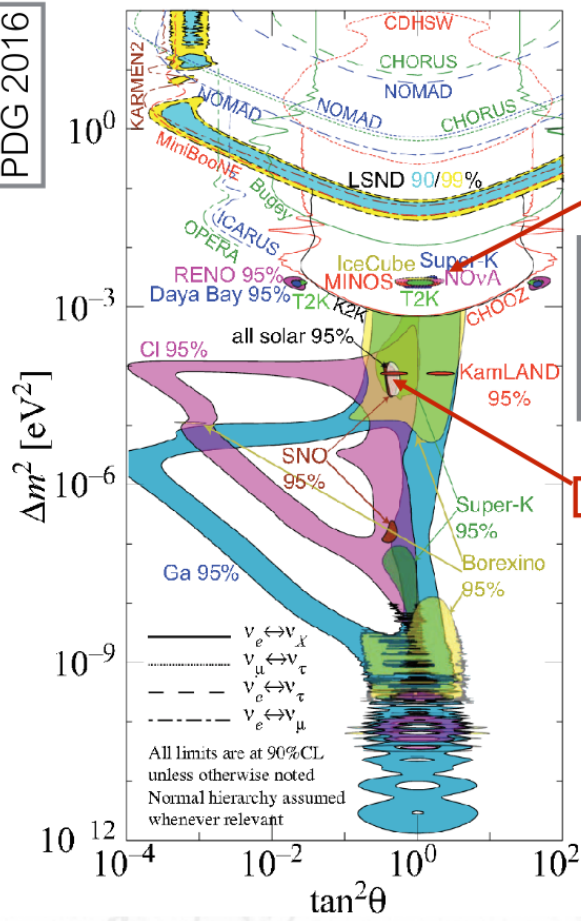 PDG 2016
KARMEN2
CDHSW
CHORUS
NOMAD
NOMAD
NOMAD
CHORUS
MiniBooNE
LSND 90/99%
Bugey
ICARUS
OPERA
IceCube
Super-K
RENO 95%
MINOS
NOvA
Daya Bay 95%
T2K
T2K
K2K
CHOOZ
all solar 95%
Cl 95%
KamLAND
95%
SNO
95%
Super-K
95%
Ga 95%
Borexino
95%
νe↔νX
νμ↔ντ
νe↔ντ
νe↔νμ
All limits are at 90%CL
unless otherwise noted
Normal hierarchy assumed
whenever relevant
10⁰
10⁻³
10⁻⁶
10⁻⁹
10 12
Δm² [eV²]
10⁻⁴
10⁻²
10⁰
10²
tan²θ